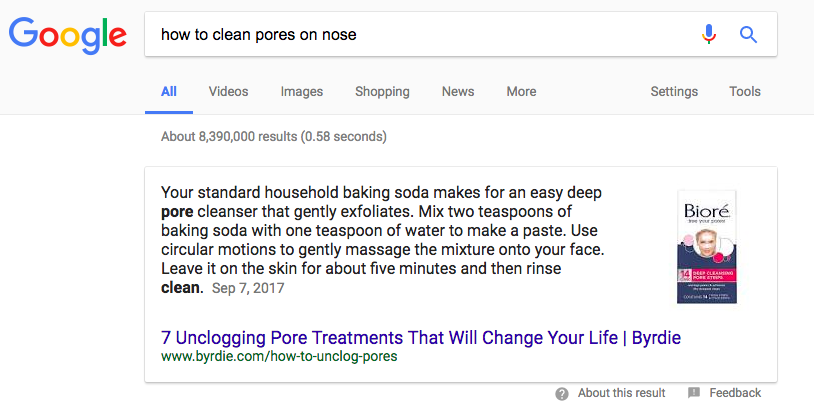 Google
how to clean pores on nose
All Videos Images Shopping News More Settings Tools
About 8,390,000 results (0.58 seconds)
Your standard household baking soda makes for an easy deep
pore cleanser that gently exfoliates. Mix two teaspoons of
baking soda with one teaspoon of water to make a paste. Use
circular motions to gently massage the mixture onto your face.
Leave it on the skin for about five minutes and then rinse
clean. Sep 7, 2017
Bioré
free your pores!
14
DEEP CLEANSING
PORE STRIPS
CONTAINS 14
7 Unclogging Pore Treatments That Will Change Your Life | Byrdie
www.byrdie.com/how-to-unclog-pores
About this result Feedback